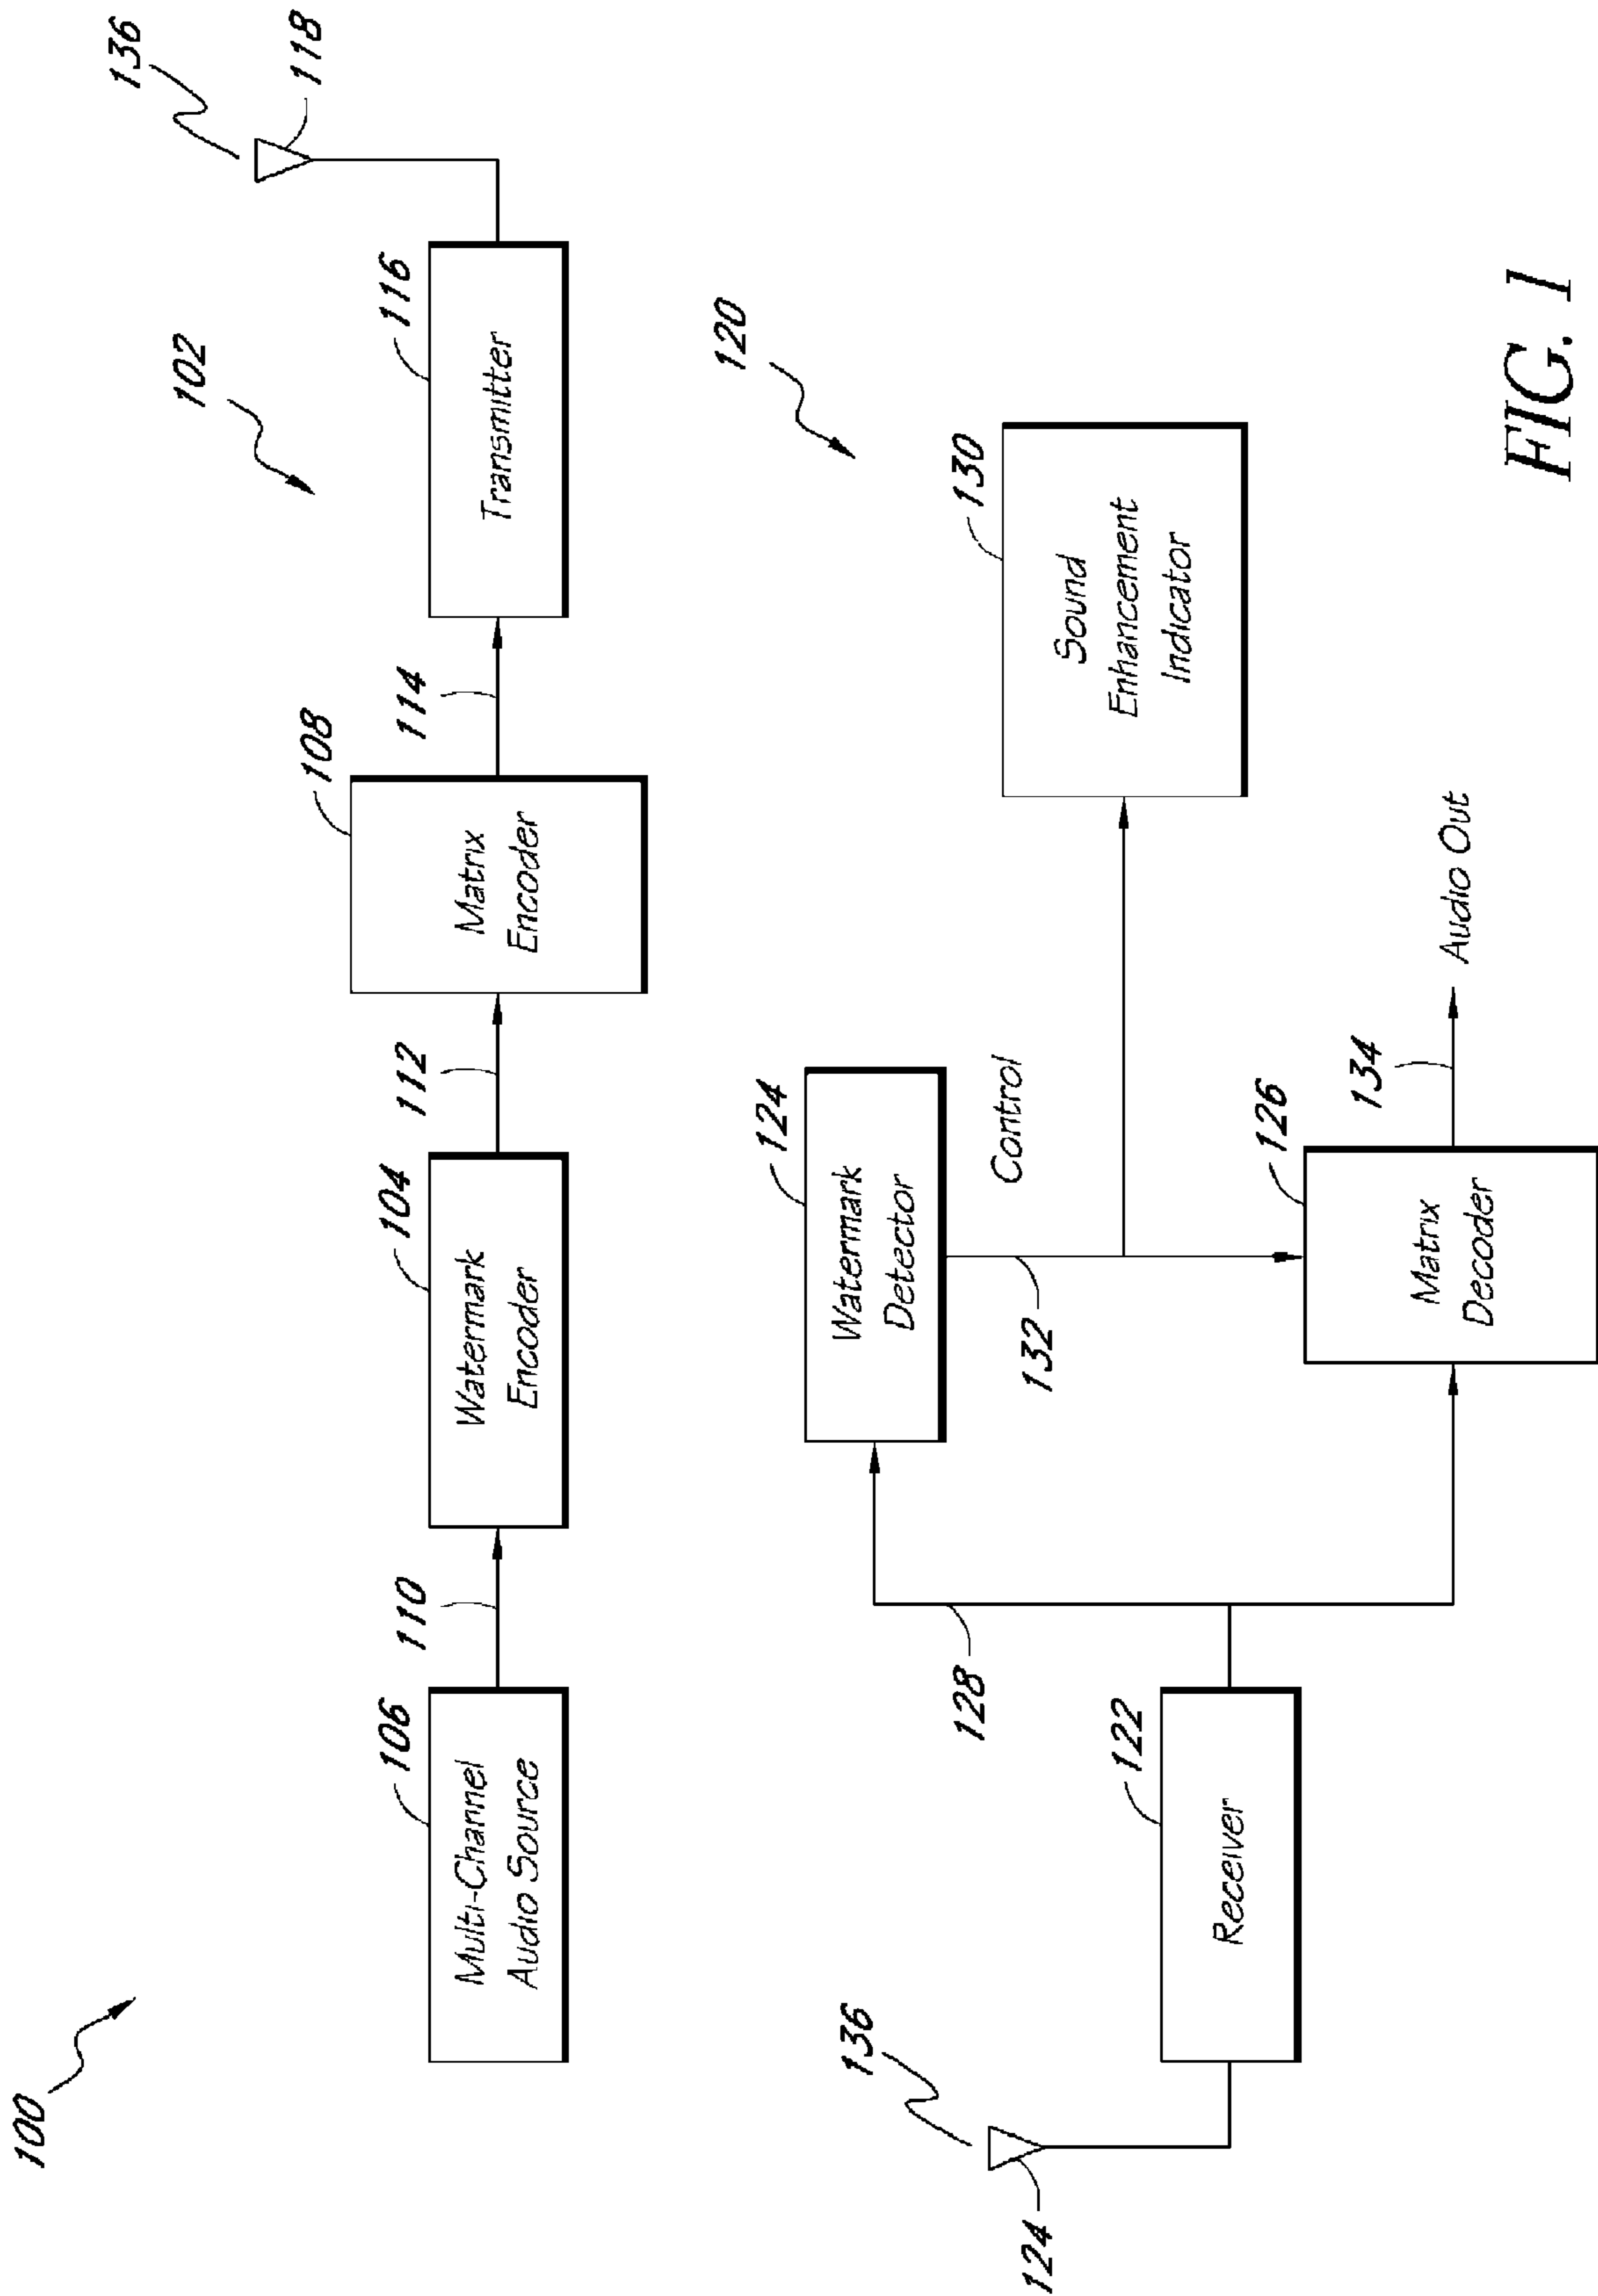 100
102
136
118
106
Multi-Channel
Audio Source
110
104
Watermark
Encoder
112
108
Matrix
Encoder
114
116
Transmitter
120
136
124
122
Receiver
128
124
Watermark
Detector
132
Control
130
Sound
Enhancement
Indicator
126
Matrix
Decoder
134
Audio Out
FIG. 1